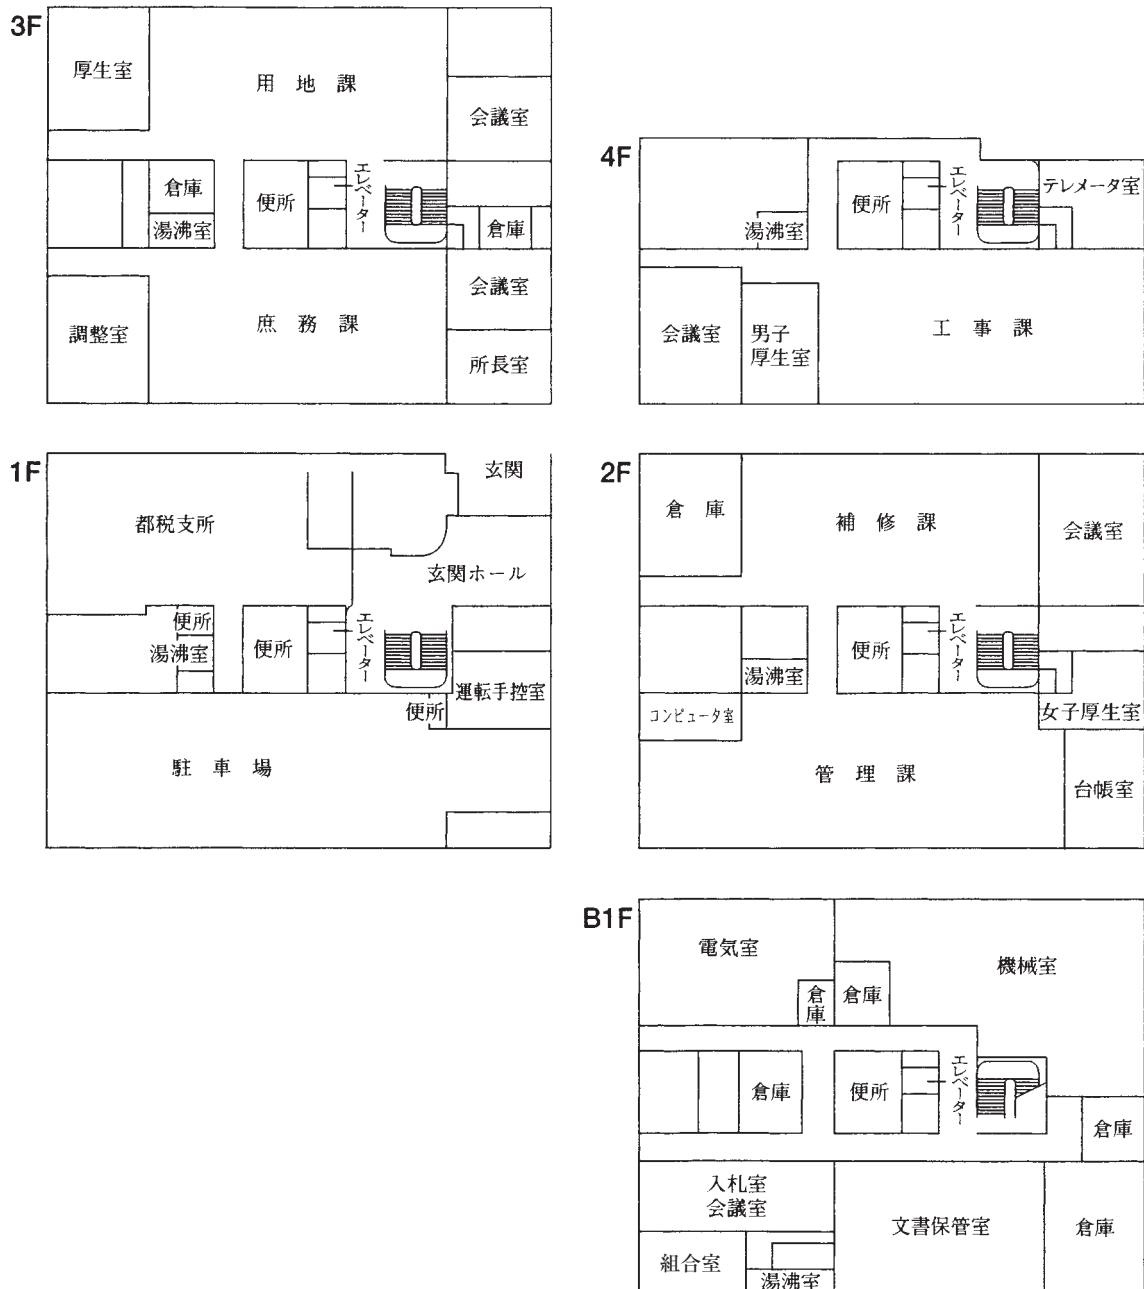 3F
厚生室
用地課
会議室
倉庫
湯沸室
便所
エレベーター
倉庫
会議室
調整室
庶務課
所長室
4F
便所
エレベーター
テレメータ室
湯沸室
会議室
男子
厚生室
工事課
1F
玄関
都税支所
玄関ホール
便所
湯沸室
便所
エレベーター
運転手控室
便所
駐車場
2F
倉庫
補修課
会議室
便所
エレベーター
湯沸室
コンピュータ室
女子厚生室
管理課
台帳室
B1F
電気室
機械室
倉庫
倉庫
倉庫
便所
エレベーター
倉庫
入札室
会議室
文書保管室
倉庫
組合室
湯沸室